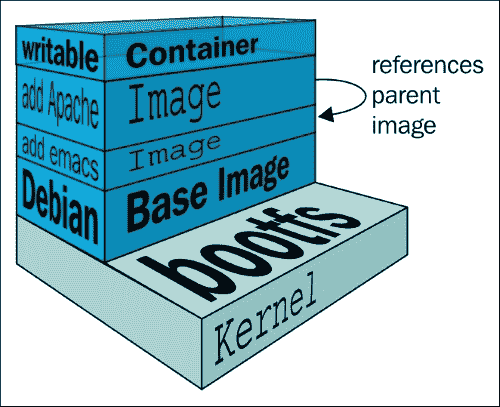 writable Container
add Apache Image
add emacs Image
Debian Base Image
bootfs
Kernel
references
parent
image